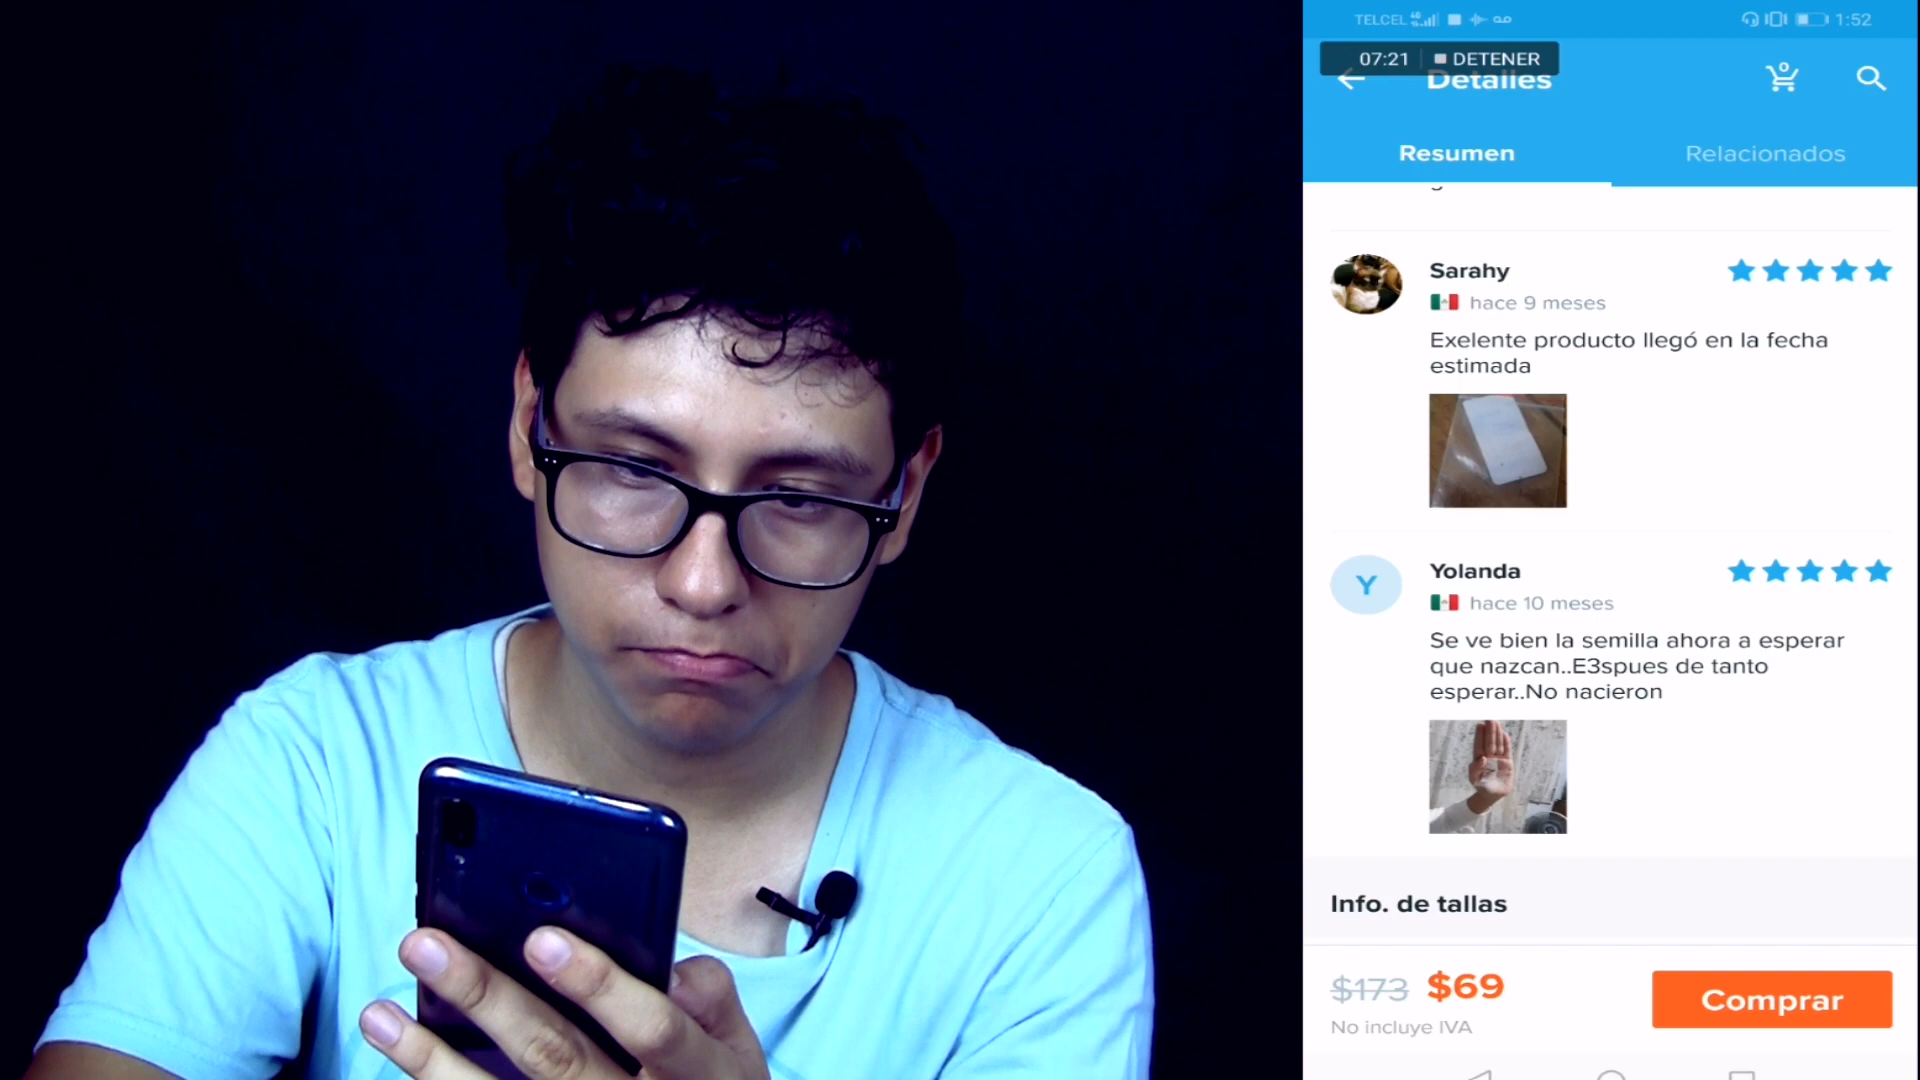 TELCEL
1:52
07:21 DETENER
Detalles
0
Resumen
Relacionados
Sarahy
hace 9 meses
Exelente producto llegó en la fecha
estimada
Y
Yolanda
hace 10 meses
Se ve bien la semilla ahora a esperar
que nazcan..E3spues de tanto
esperar..No nacieron
Info. de tallas
$173 $69
No incluye IVA
Comprar